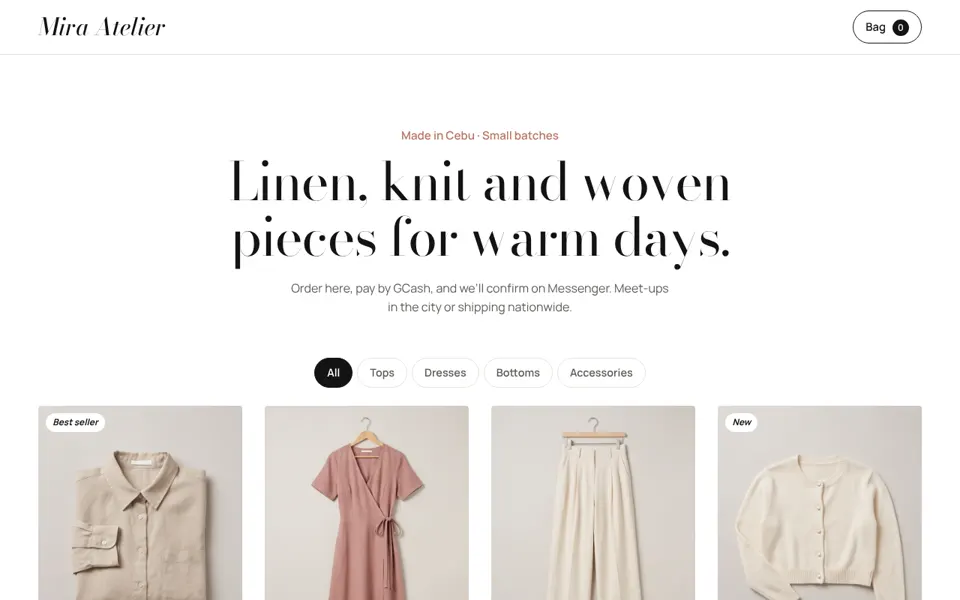 Mira Atelier
Bag 0
Made in Cebu · Small batches
Linen, knit and woven
pieces for warm days.
Order here, pay by GCash, and we’ll confirm on Messenger. Meet-ups
in the city or shipping nationwide.
All Tops Dresses Bottoms Accessories
Best seller
New